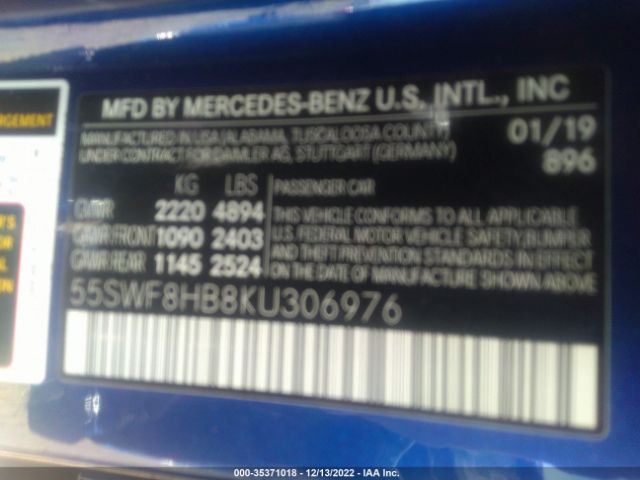 RGEMENT
MFD BY MERCEDES-BENZ U.S. INTL., INC
MANUFACTURED IN USA (ALABAMA, TUSCALOOSA COUNTY) 01/19
UNDER CONTRACT FOR DAIMLER AG, STUTTGART (GERMANY) 896
KG LBS PASSENGER CAR
GVWR 2220 4894 THIS VEHICLE CONFORMS TO ALL APPLICABLE
GAWR FRONT 1090 2403 U.S. FEDERAL MOTOR VEHICLE SAFETY, BUMPER
AND THEFT PREVENTION STANDARDS IN EFFECT
GAWR REAR 1145 2524 ON THE DATE OF MANUFACTURE SHOWN ABOVE
55SWF8HB8KU306976
000-35371018 - 12/13/2022 - IAA Inc.